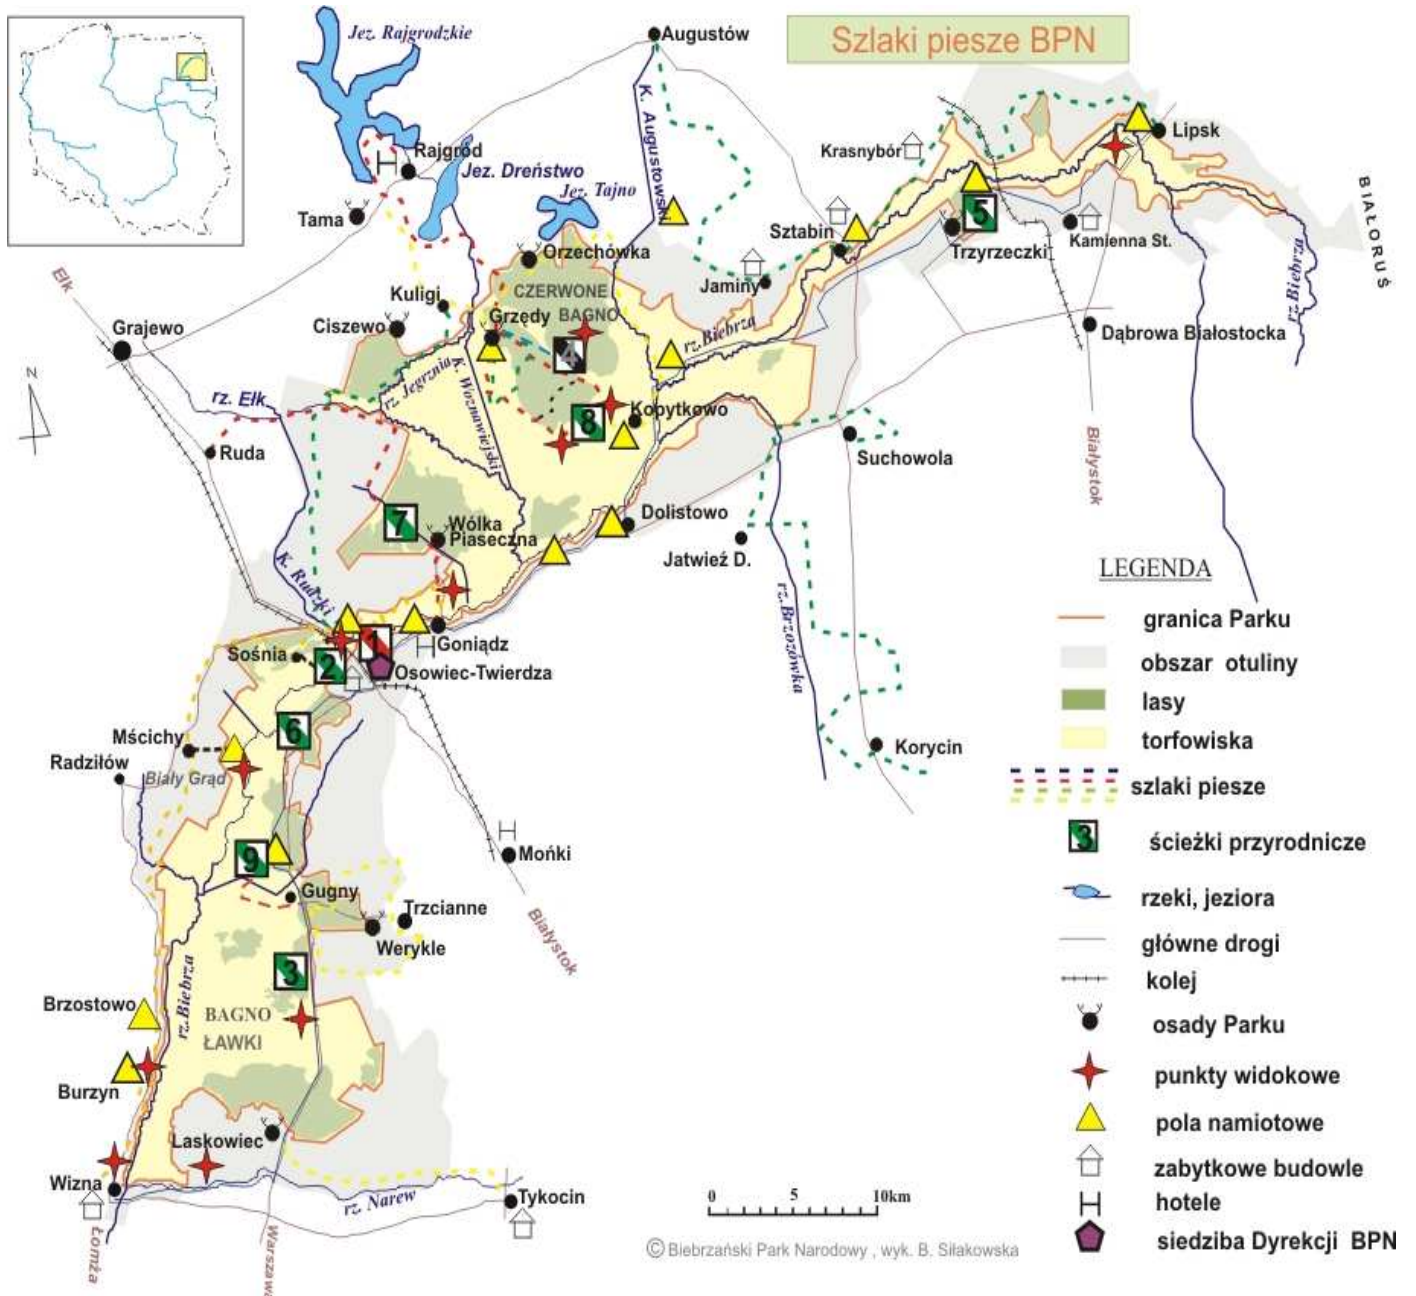 Szlaki piesze BPN
Jez. Rajgrodzkie
Augustów
K. Augustowski
Lipsk
Krasnybór
Rajgród
Jez. Dreństwo
Jez. Tajno
BIAŁORUŚ
Tama
Sztabin
Kamienna St.
5
Trzyrzeczki
rz.Biebrza
Orzechówka
Ełk
Jaminy
CZERWONE
BAGNO
Kuligi
Grzędy
Ciszewo
Grajewo
rz.Biebrza
Dąbrowa Białostocka
4
N
rz. Jegrznia
K. Woznawiejski
rz. Ełk
Kopytkowo
8
Ruda
Suchowola
Białystok
7
Wólka
Piaseczna
Dolistowo
Jatwież D.
K. Rudzki
rz.Brzozówka
LEGENDA
granica Parku
obszar otuliny
lasy
torfowiska
szlaki piesze
3
ścieżki przyrodnicze
rzeki, jeziora
główne drogi
kolej
osady Parku
punkty widokowe
pola namiotowe
zabytkowe budowle
hotele
siedziba Dyrekcji BPN
1
Goniądz
Sośnia
2
Osowiec-Twierdza
6
Mścichy
Radziłów
Biały Grąd
Korycin
9
Mońki
Gugny
Trzcianne
Werykle
Białystok
3
rz.Biebrza
Brzostowo
BAGNO
ŁAWKI
Burzyn
Laskowiec
Wizna
rz. Narew
Tykocin
Łomża
Warszawa
0 5 10km
© Biebrzański Park Narodowy , wyk. B. Siłakowska